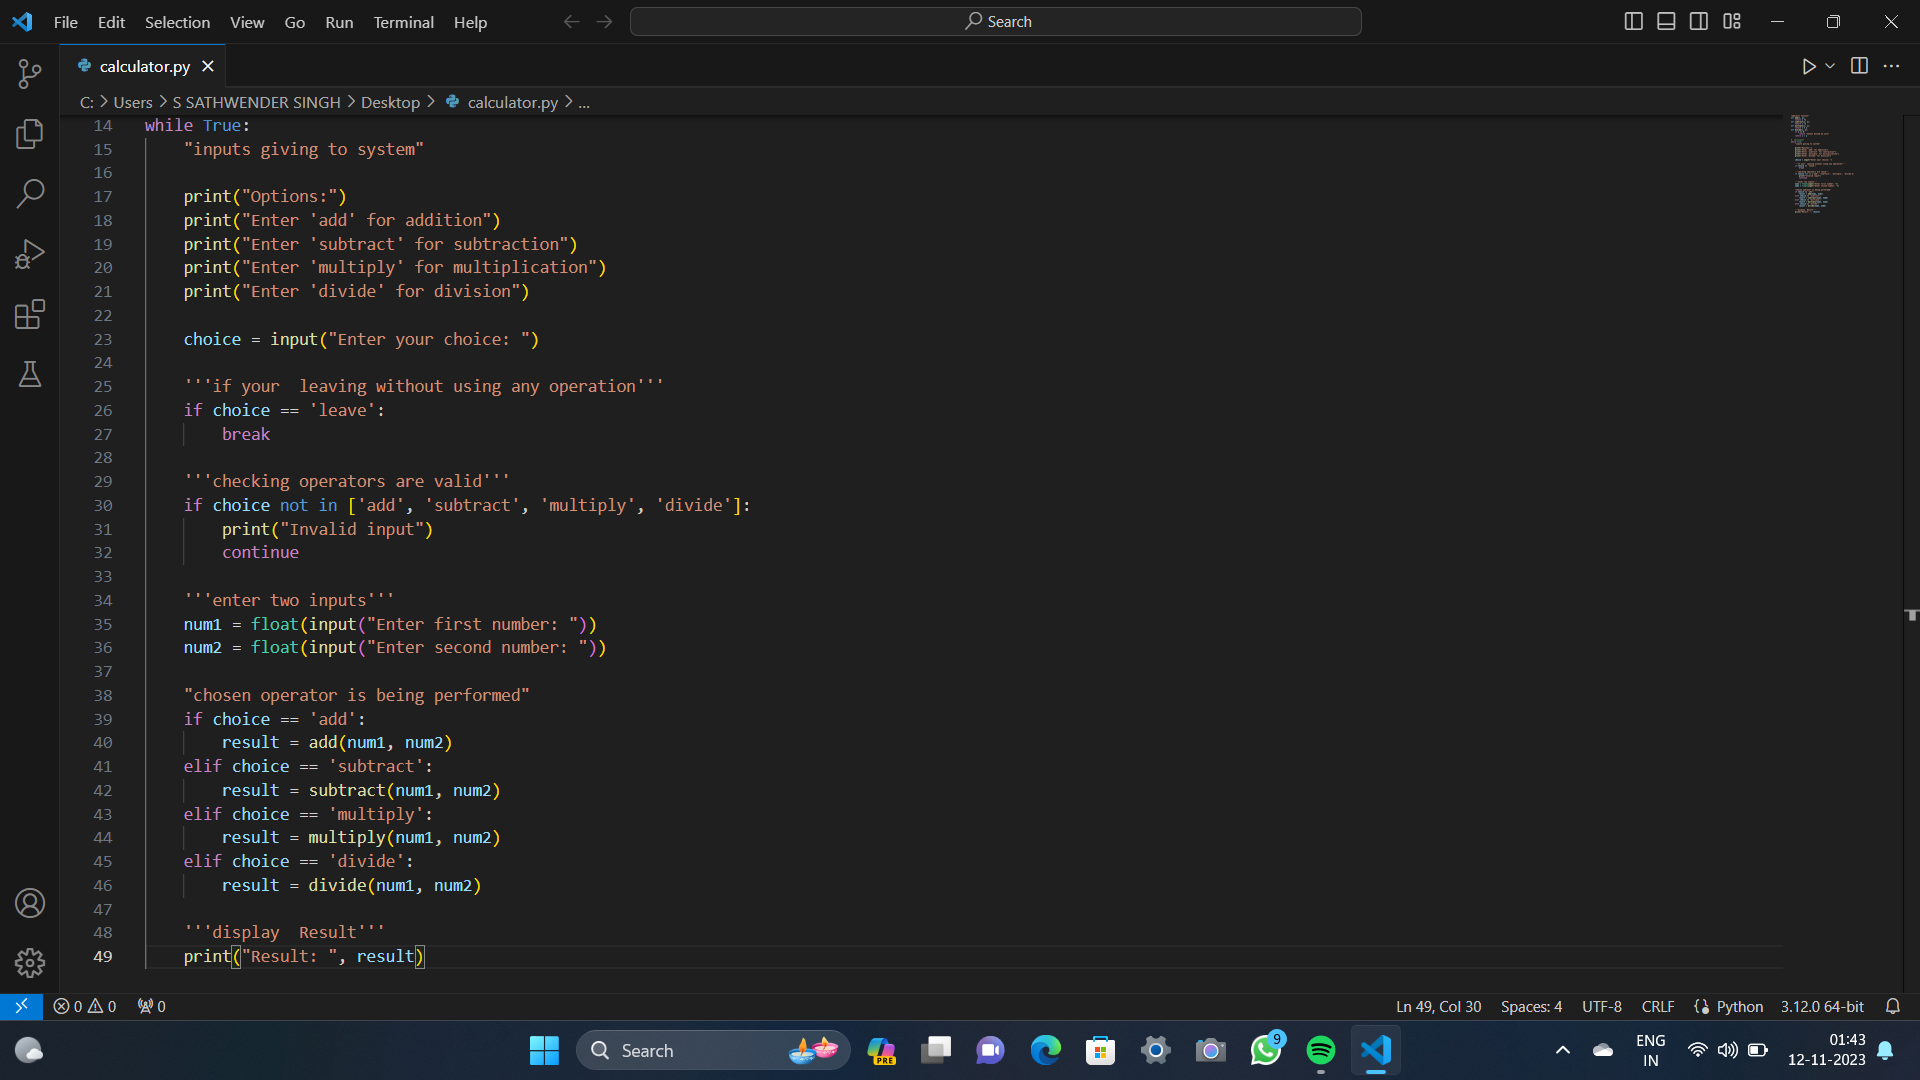 File Edit Selection View Go Run Terminal Help Search
calculator.py
C: > Users > S SATHWENDER SINGH > Desktop > calculator.py > ...
14 while True:
15 "inputs giving to system"
16
17 print("Options:")
18 print("Enter 'add' for addition")
19 print("Enter 'subtract' for subtraction")
20 print("Enter 'multiply' for multiplication")
21 print("Enter 'divide' for division")
22
23 choice = input("Enter your choice: ")
24
25 '''if your  leaving without using any operation'''
26 if choice == 'leave':
27 break
28
29 '''checking operators are valid'''
30 if choice not in ['add', 'subtract', 'multiply', 'divide']:
31 print("Invalid input")
32 continue
33
34 '''enter two inputs'''
35 num1 = float(input("Enter first number: "))
36 num2 = float(input("Enter second number: "))
37
38 "chosen operator is being performed"
39 if choice == 'add':
40 result = add(num1, num2)
41 elif choice == 'subtract':
42 result = subtract(num1, num2)
43 elif choice == 'multiply':
44 result = multiply(num1, num2)
45 elif choice == 'divide':
46 result = divide(num1, num2)
47
48 '''display  Result'''
49 print("Result: ", result)
0 0 0 Ln 49, Col 30 Spaces: 4 UTF-8 CRLF Python 3.12.0 64-bit
Search PRE 9 ENG 01:43
IN 12-11-2023